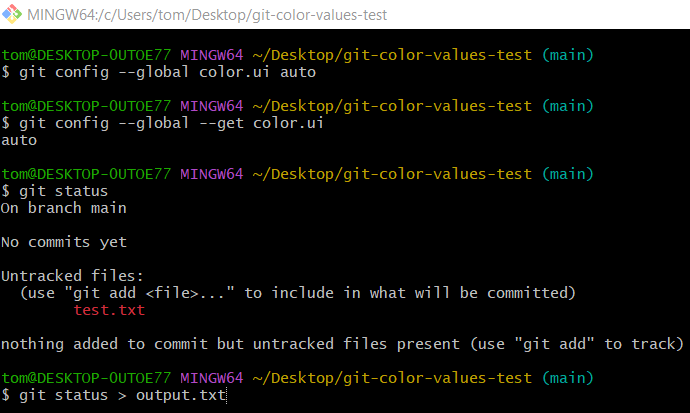 MINGW64:/c/Users/tom/Desktop/git-color-values-test
tom@DESKTOP-OUTOE77 MINGW64 ~/Desktop/git-color-values-test (main)
$ git config --global color.ui auto
tom@DESKTOP-OUTOE77 MINGW64 ~/Desktop/git-color-values-test (main)
$ git config --global --get color.ui
auto
tom@DESKTOP-OUTOE77 MINGW64 ~/Desktop/git-color-values-test (main)
$ git status
On branch main
No commits yet
Untracked files:
(use "git add <file>..." to include in what will be committed)
test.txt
nothing added to commit but untracked files present (use "git add" to track)
tom@DESKTOP-OUTOE77 MINGW64 ~/Desktop/git-color-values-test (main)
$ git status > output.txt